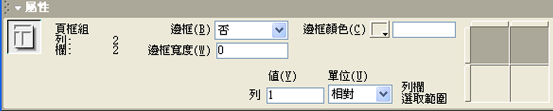 屬性
頁框組
列: 2
欄: 2
邊框(B) 否
邊框顏色(C)
邊框寬度(W) 0
值(V) 單位(U)
列 1 相對
列欄
選取範圍